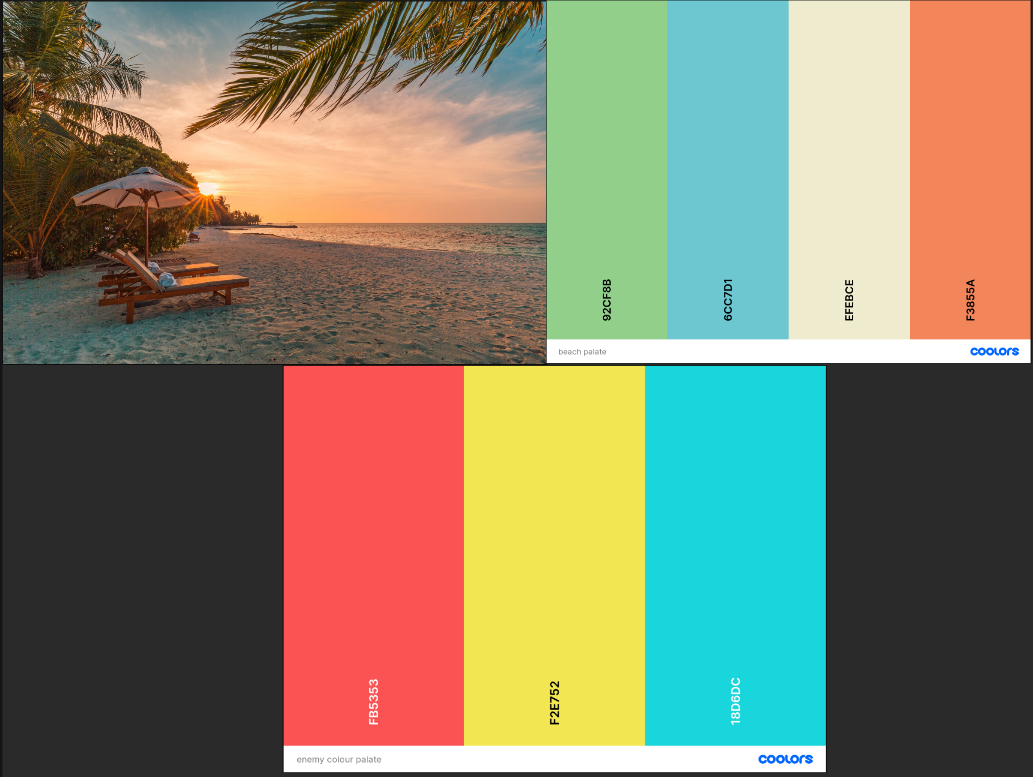 92CF8B
6CC7D1
EFEBCE
F3855A
beach palate
coolors
FB5353
F2E752
18D6DC
enemy colour palate
coolors